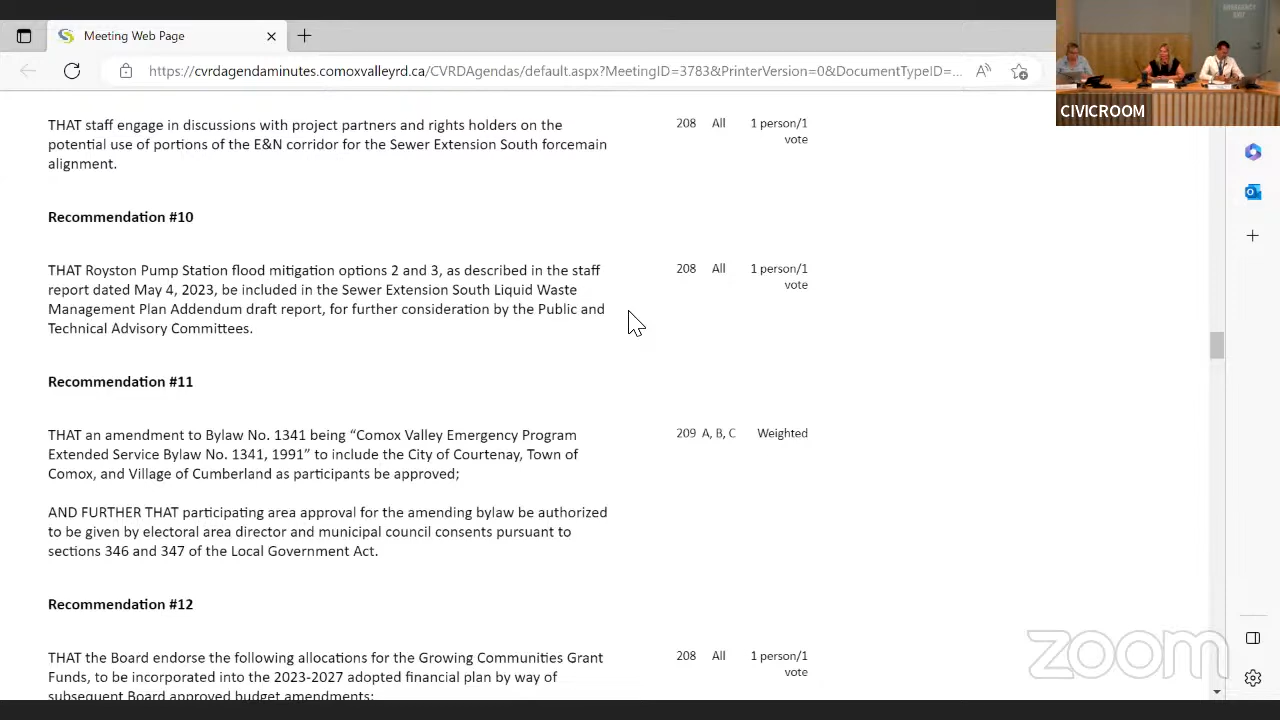 Meeting Web Page
https://cvrdagendaminutes.comoxvalleyrd.ca/CVRDAgendas/default.aspx?MeetingID=3783&PrinterVersion=0&DocumentTypeID=...
EMERGENCY
EXIT
CIVICROOM
THAT staff engage in discussions with project partners and rights holders on the 208 All 1 person/1
potential use of portions of the E&N corridor for the Sewer Extension South forcemain vote
alignment.
Recommendation #10
THAT Royston Pump Station flood mitigation options 2 and 3, as described in the staff 208 All 1 person/1
report dated May 4, 2023, be included in the Sewer Extension South Liquid Waste vote
Management Plan Addendum draft report, for further consideration by the Public and
Technical Advisory Committees.
Recommendation #11
THAT an amendment to Bylaw No. 1341 being “Comox Valley Emergency Program 209 A, B, C Weighted
Extended Service Bylaw No. 1341, 1991” to include the City of Courtenay, Town of
Comox, and Village of Cumberland as participants be approved;
AND FURTHER THAT participating area approval for the amending bylaw be authorized
to be given by electoral area director and municipal council consents pursuant to
sections 346 and 347 of the Local Government Act.
Recommendation #12
THAT the Board endorse the following allocations for the Growing Communities Grant 208 All 1 person/1
Funds, to be incorporated into the 2023-2027 adopted financial plan by way of vote
subsequent Board approved budget amendments:
zoom